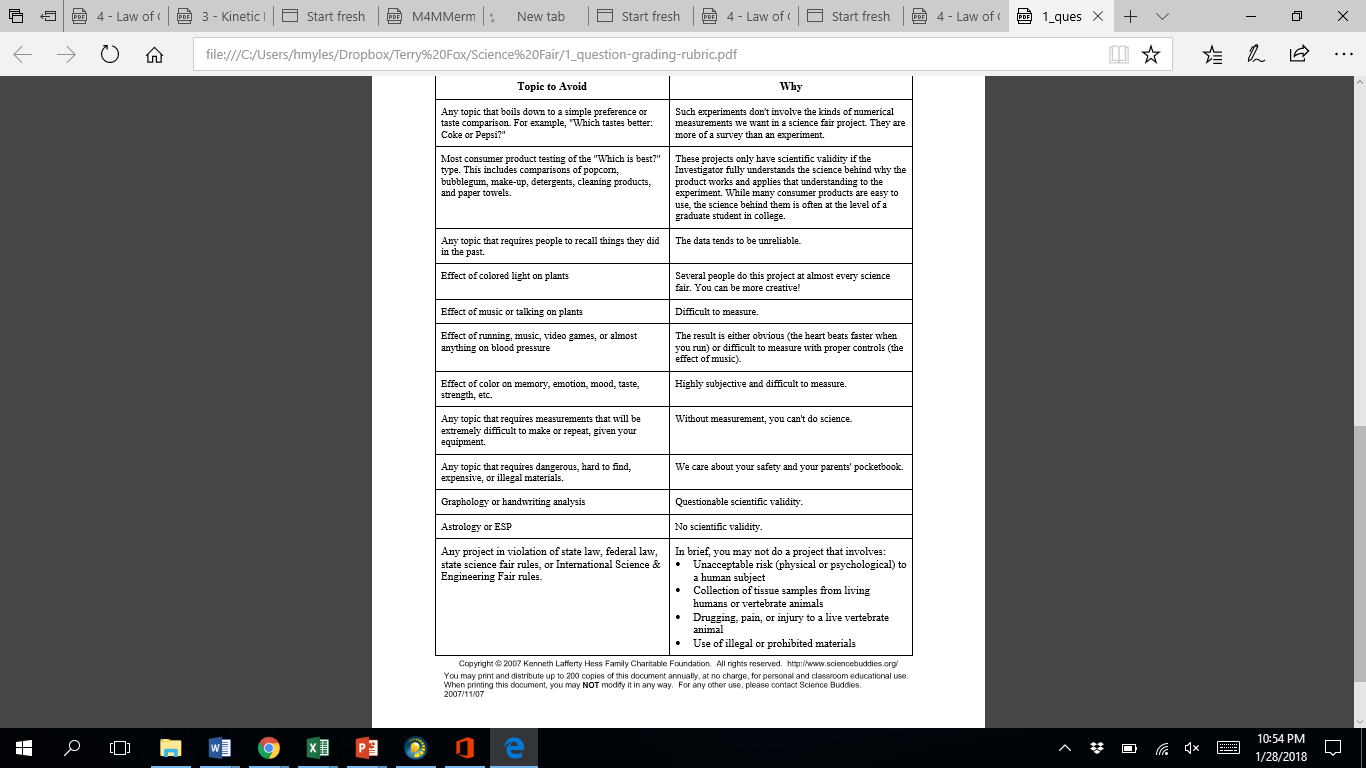 4 - Law of C
3 - Kinetic I
Start fresh
M4MMerm
New tab
Start fresh
4 - Law of C
Start fresh
4 - Law of C
1_ques
file:///C:/Users/hmyles/Dropbox/Terry%20Fox/Science%20Fair/1_question-grading-rubric.pdf
Topic to Avoid
Why
Any topic that boils down to a simple preference or
taste comparison. For example, "Which tastes better:
Coke or Pepsi?"
Such experiments don't involve the kinds of numerical
measurements we want in a science fair project. They are
more of a survey than an experiment.
Most consumer product testing of the "Which is best?"
type. This includes comparisons of popcorn,
bubblegum, make-up, detergents, cleaning products,
and paper towels.
These projects only have scientific validity if the
Investigator fully understands the science behind why the
product works and applies that understanding to the
experiment. While many consumer products are easy to
use, the science behind them is often at the level of a
graduate student in college.
Any topic that requires people to recall things they did
in the past.
The data tends to be unreliable.
Effect of colored light on plants
Several people do this project at almost every science
fair. You can be more creative!
Effect of music or talking on plants
Difficult to measure.
Effect of running, music, video games, or almost
anything on blood pressure
The result is either obvious (the heart beats faster when
you run) or difficult to measure with proper controls (the
effect of music).
Effect of color on memory, emotion, mood, taste,
strength, etc.
Highly subjective and difficult to measure.
Any topic that requires measurements that will be
extremely difficult to make or repeat, given your
equipment.
Without measurement, you can't do science.
Any topic that requires dangerous, hard to find,
expensive, or illegal materials.
We care about your safety and your parents' pocketbook.
Graphology or handwriting analysis
Questionable scientific validity.
Astrology or ESP
No scientific validity.
Any project in violation of state law, federal law,
state science fair rules, or International Science &
Engineering Fair rules.
In brief, you may not do a project that involves:
• Unacceptable risk (physical or psychological) to
a human subject
• Collection of tissue samples from living
humans or vertebrate animals
• Drugging, pain, or injury to a live vertebrate
animal
• Use of illegal or prohibited materials
Copyright © 2007 Kenneth Lafferty Hess Family Charitable Foundation. All rights reserved. http://www.sciencebuddies.org/
You may print and distribute up to 200 copies of this document annually, at no charge, for personal and classroom educational use.
When printing this document, you may NOT modify it in any way. For any other use, please contact Science Buddies.
2007/11/07
10:54 PM
1/28/2018